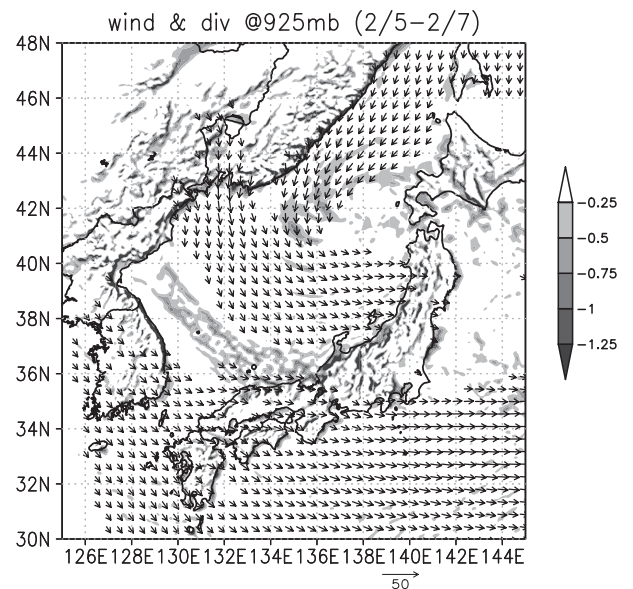 wind & div @925mb (2/5−2/7)
48N
46N
44N
42N
40N
38N
36N
34N
32N
30N
126E 128E 130E 132E 134E 136E 138E 140E 142E 144E
50
−0.25
−0.5
−0.75
−1
−1.25